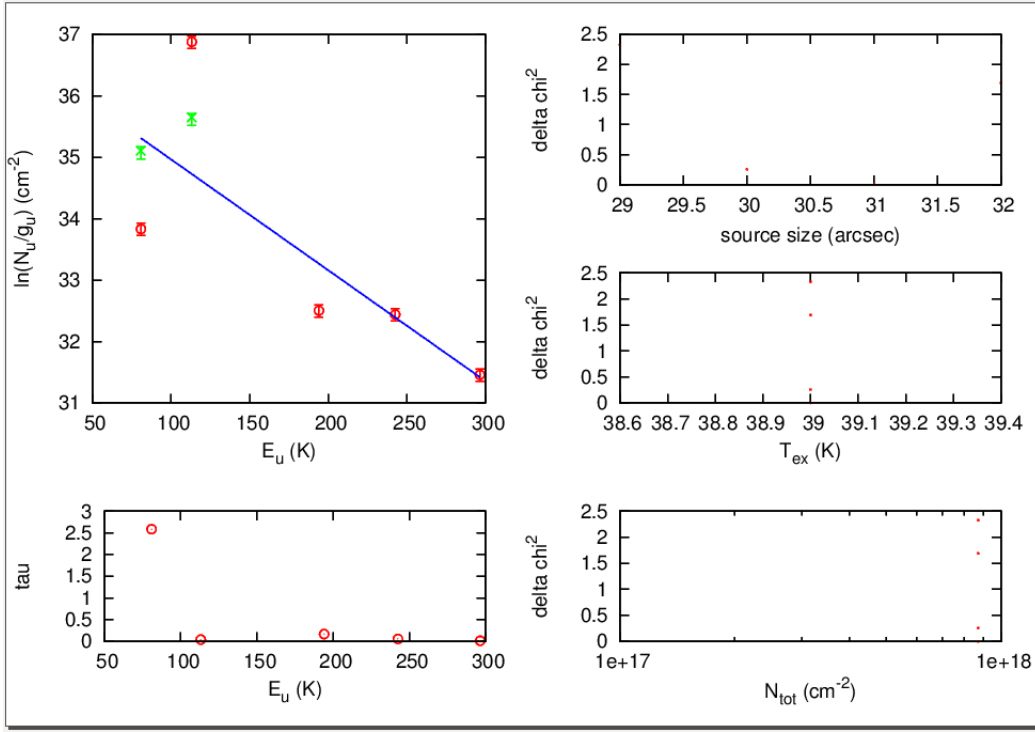 37
36
35
34
33
32
31
ln(N_u/g_u) (cm^-2)
50 100 150 200 250 300
E_u (K)
3
2.5
2
1.5
1
0.5
0
tau
50 100 150 200 250 300
E_u (K)
2.5
2
1.5
1
0.5
0
delta chi^2
29 29.5 30 30.5 31 31.5 32
source size (arcsec)
2.5
2
1.5
1
0.5
0
delta chi^2
38.6 38.7 38.8 38.9 39 39.1 39.2 39.3 39.4
T_ex (K)
2.5
2
1.5
1
0.5
0
delta chi^2
1e+17 1e+18
N_tot (cm^-2)